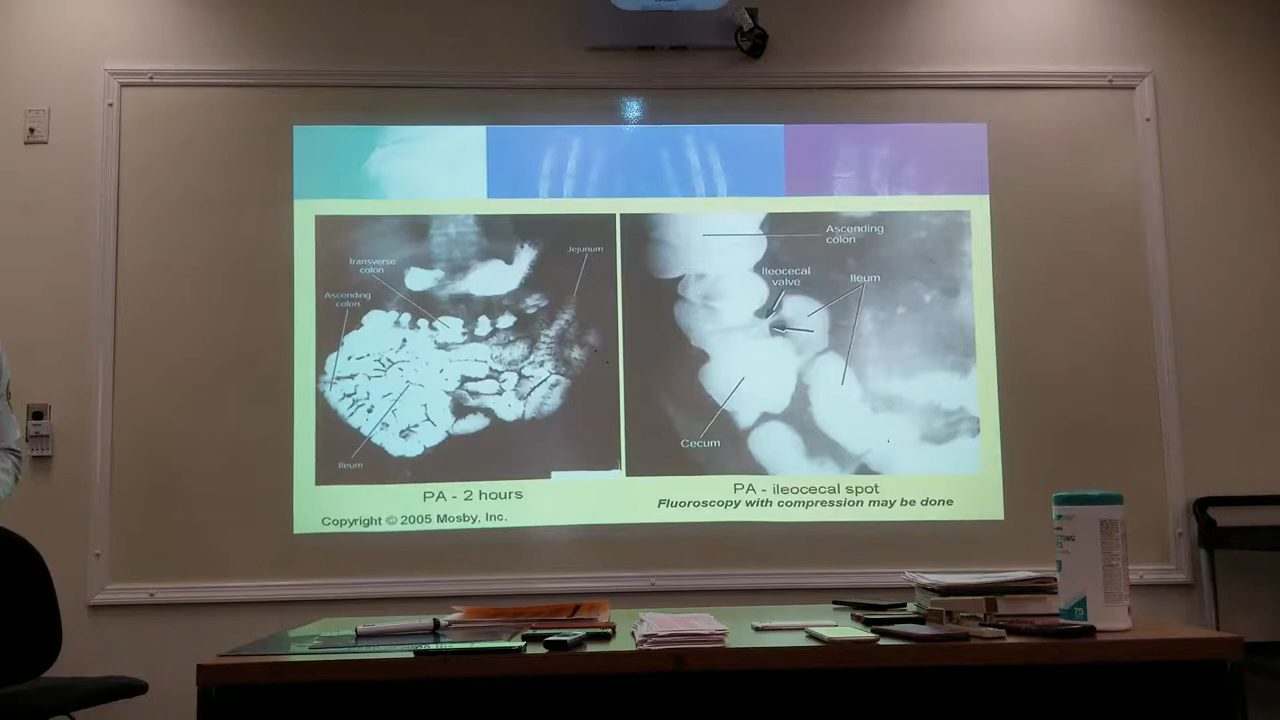 Transverse
colon
Jejunum
Ascending
colon
Ileum
PA - 2 hours
Copyright © 2005 Mosby, Inc.
Ascending
colon
Ileocecal
valve
Ileum
Cecum
PA - ileocecal spot
Fluoroscopy with compression may be done
75